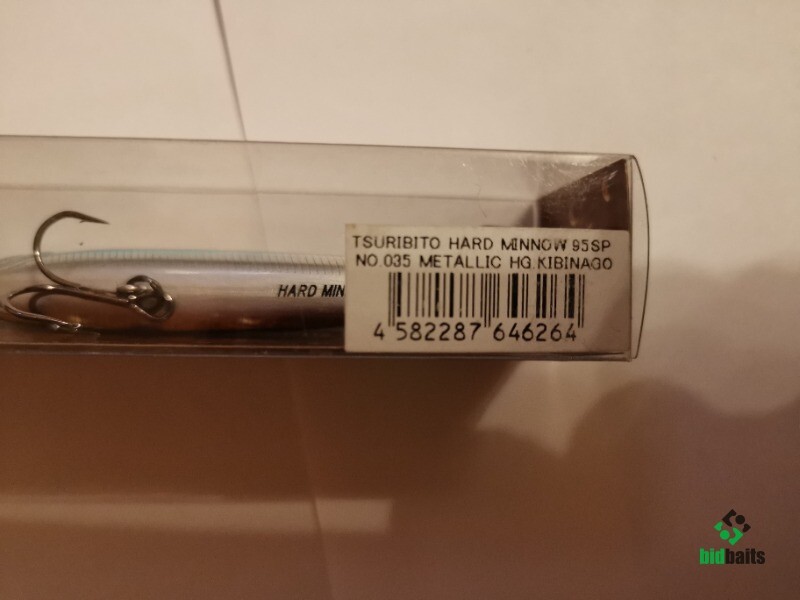 TSURIBITO HARD MINNOW 95SP
NO.035 METALLIC HG.KIBINAGO
HARD MIN
4 582287 646264
bidbaits